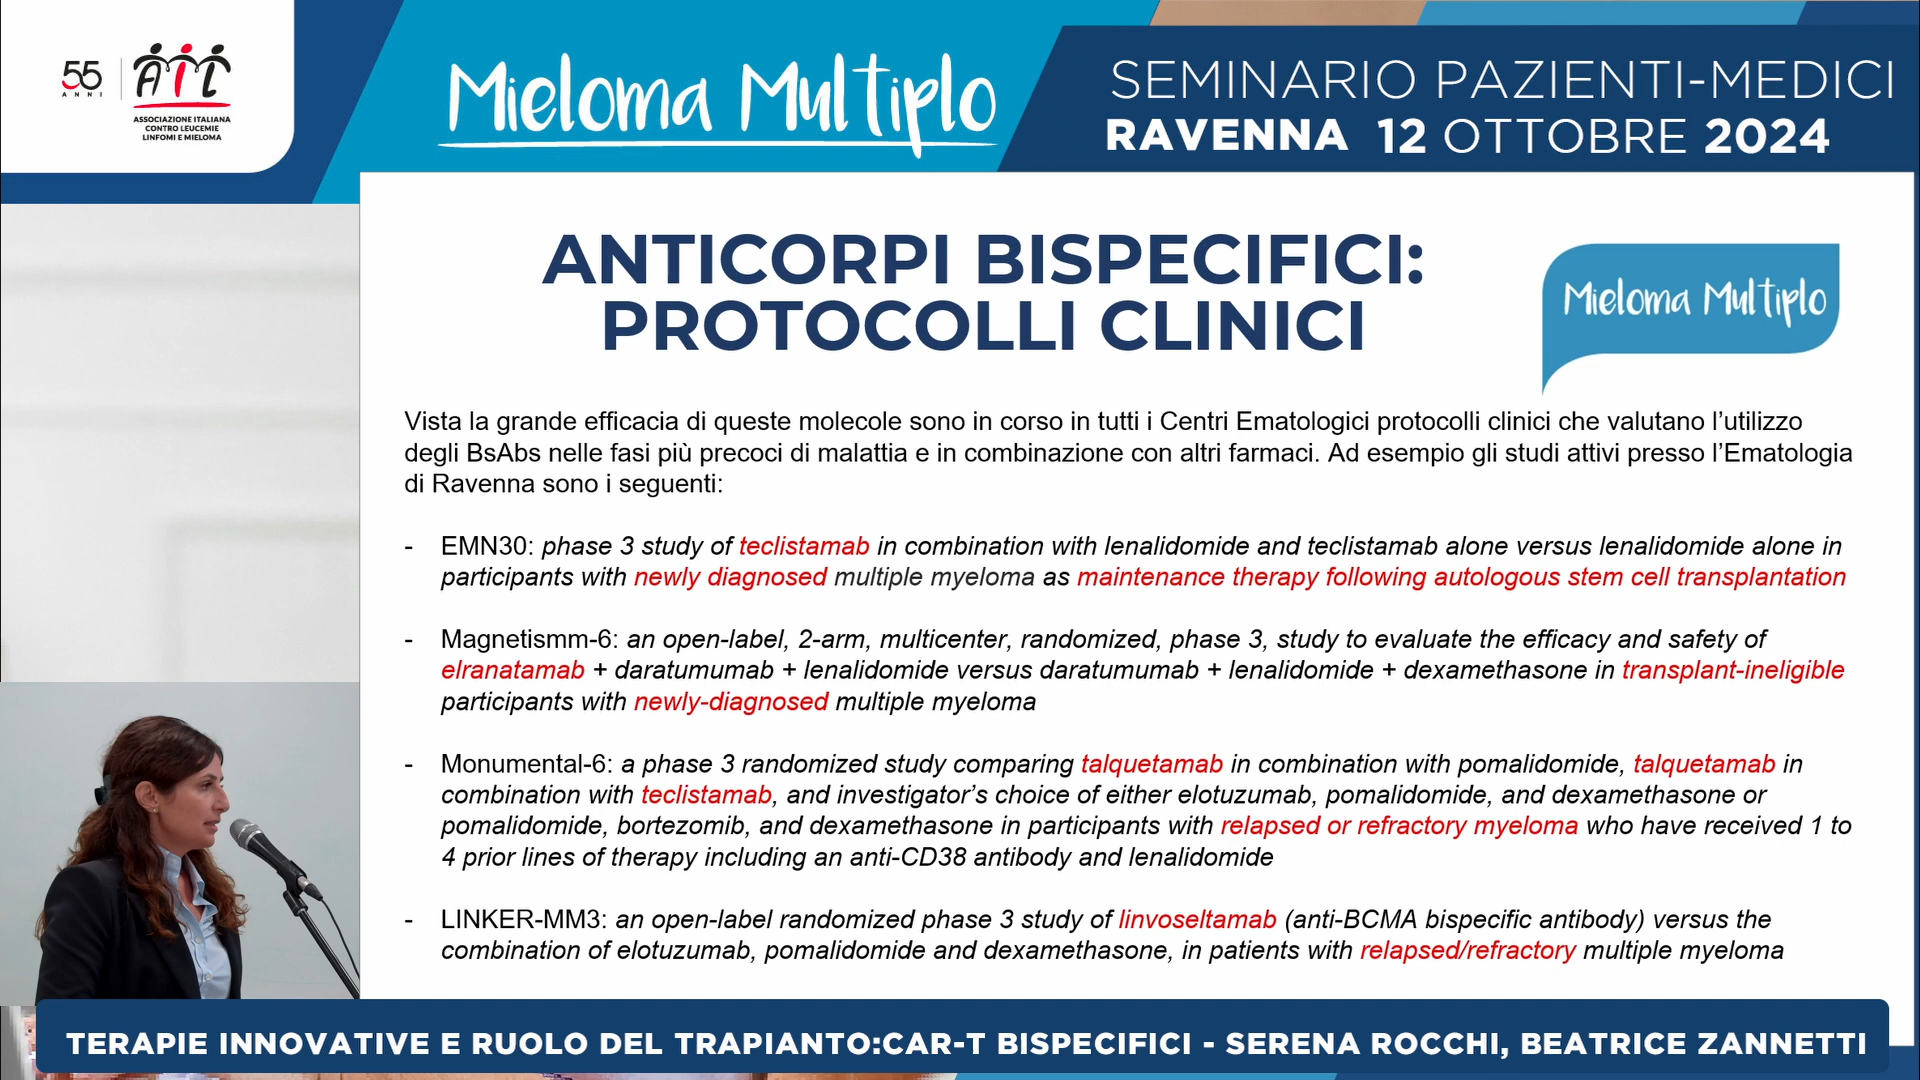 55
ANNI
AIL
ASSOCIAZIONE ITALIANA
CONTRO LEUCEMIE
LINFOMI E MIELOMA
Mieloma Multiplo
SEMINARIO PAZIENTI-MEDICI
RAVENNA 12 OTTOBRE 2024
ANTICORPI BISPECIFICI:
PROTOCOLLI CLINICI
Mieloma Multiplo
Vista la grande efficacia di queste molecole sono in corso in tutti i Centri Ematologici protocolli clinici che valutano l’utilizzo
degli BsAbs nelle fasi più precoci di malattia e in combinazione con altri farmaci. Ad esempio gli studi attivi presso l’Ematologia
di Ravenna sono i seguenti:
- EMN30: phase 3 study of teclistamab in combination with lenalidomide and teclistamab alone versus lenalidomide alone in
participants with newly diagnosed multiple myeloma as maintenance therapy following autologous stem cell transplantation
- Magnetismm-6: an open-label, 2-arm, multicenter, randomized, phase 3, study to evaluate the efficacy and safety of
elranatamab + daratumumab + lenalidomide versus daratumumab + lenalidomide + dexamethasone in transplant-ineligible
participants with newly-diagnosed multiple myeloma
- Monumental-6: a phase 3 randomized study comparing talquetamab in combination with pomalidomide, talquetamab in
combination with teclistamab, and investigator’s choice of either elotuzumab, pomalidomide, and dexamethasone or
pomalidomide, bortezomib, and dexamethasone in participants with relapsed or refractory myeloma who have received 1 to
4 prior lines of therapy including an anti-CD38 antibody and lenalidomide
- LINKER-MM3: an open-label randomized phase 3 study of linvoseltamab (anti-BCMA bispecific antibody) versus the
combination of elotuzumab, pomalidomide and dexamethasone, in patients with relapsed/refractory multiple myeloma
TERAPIE INNOVATIVE E RUOLO DEL TRAPIANTO:CAR-T BISPECIFICI - SERENA ROCCHI, BEATRICE ZANNETTI